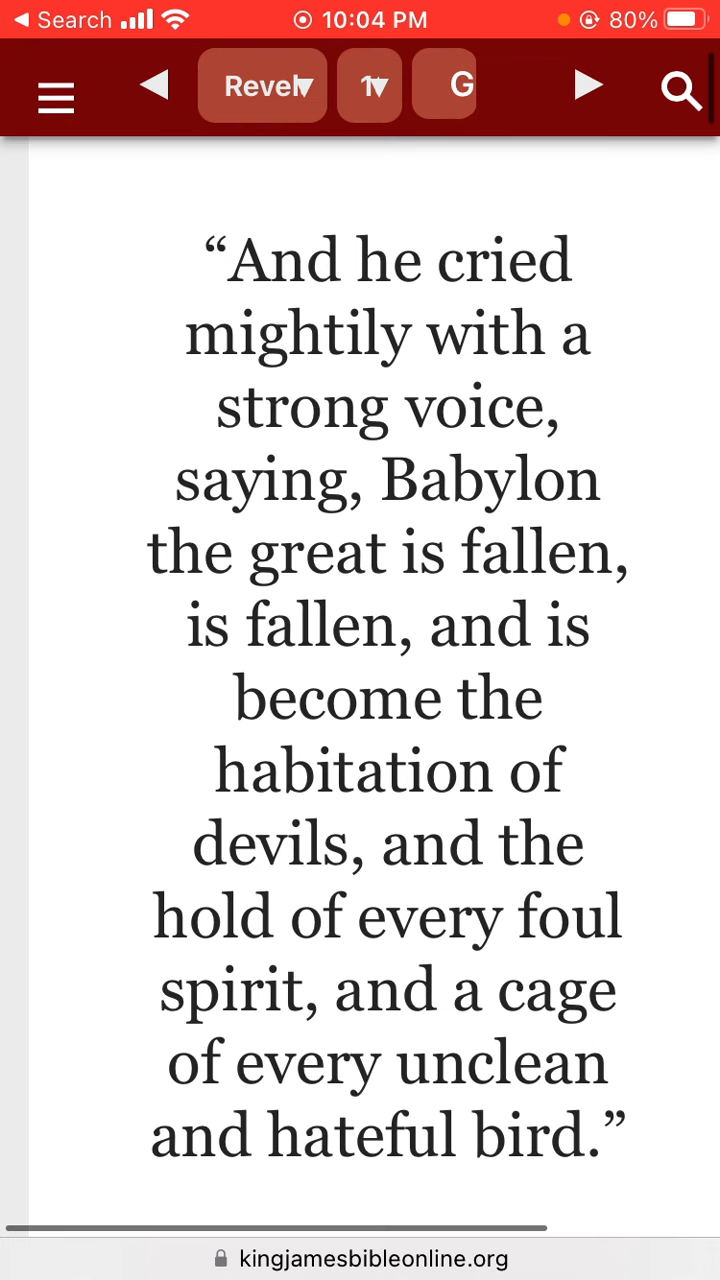 ◀ Search 10:04 PM 80%
Revel 1 G
“And he cried
mightily with a
strong voice,
saying, Babylon
the great is fallen,
is fallen, and is
become the
habitation of
devils, and the
hold of every foul
spirit, and a cage
of every unclean
and hateful bird.”
kingjamesbibleonline.org